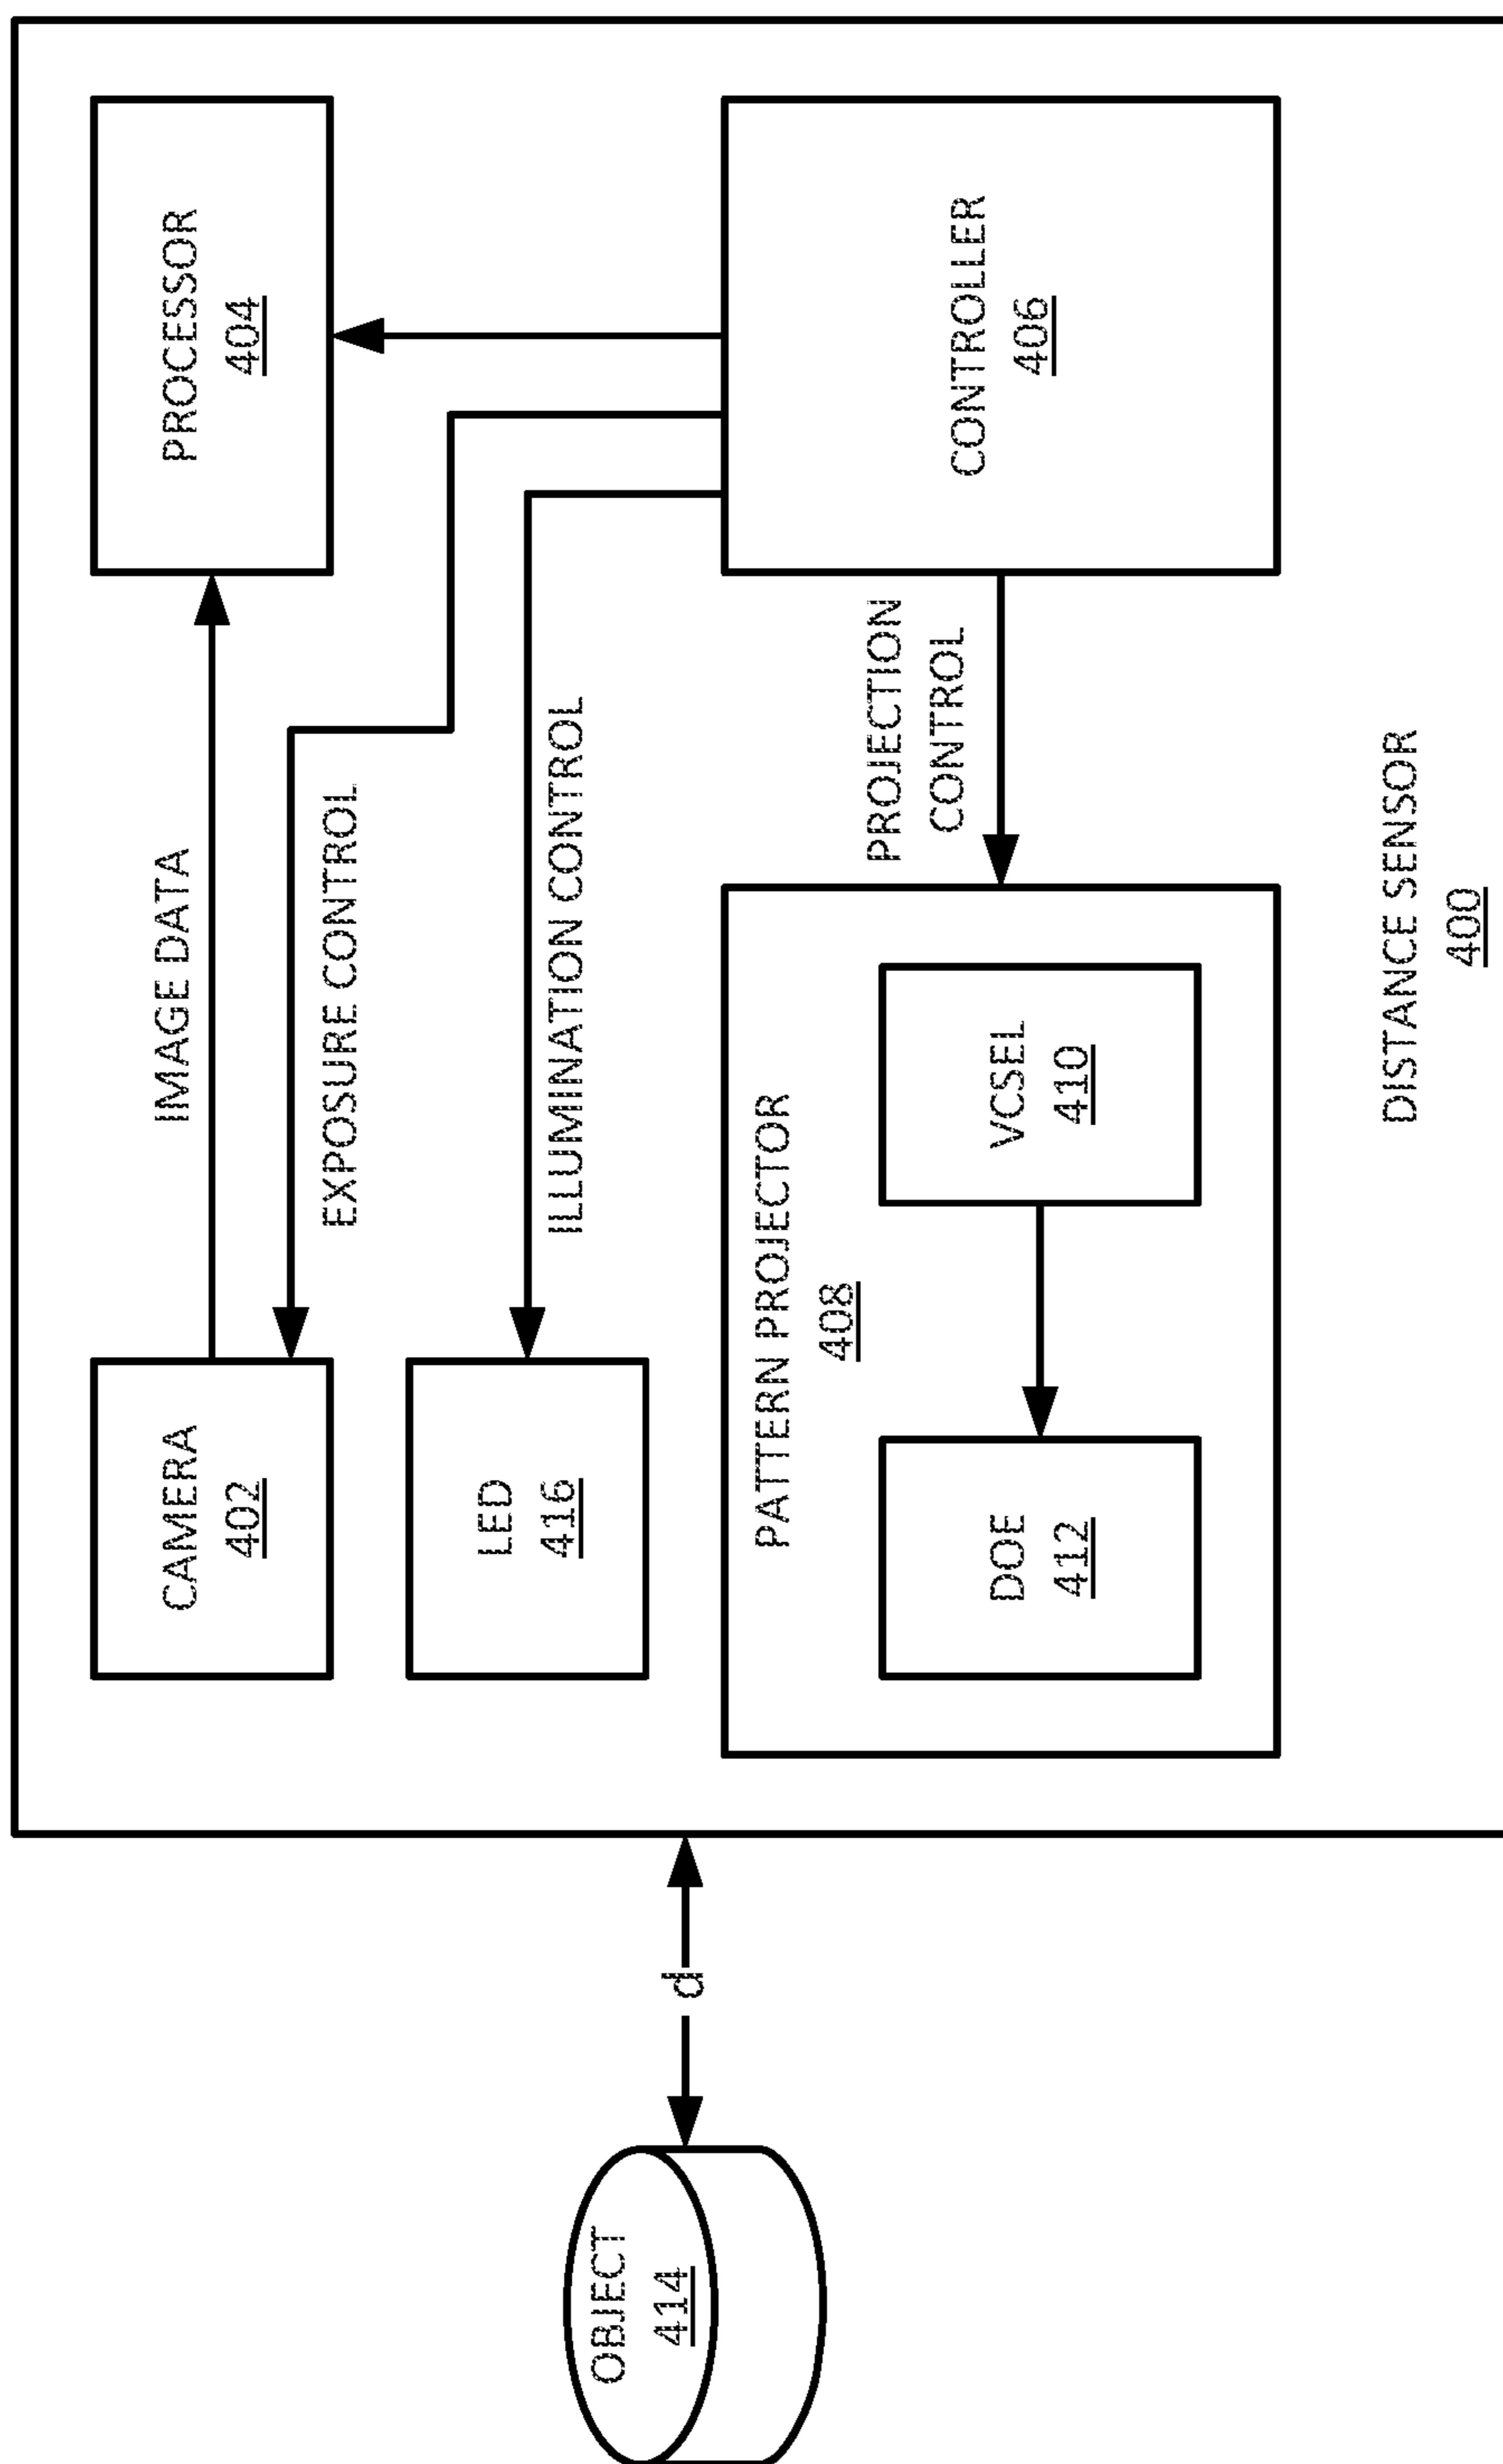 CAMERA
402
IMAGE DATA
PROCESSOR
404
EXPOSURE CONTROL
LED
416
ILLUMINATION CONTROL
OBJECT
414
d
PATTERN PROJECTOR
408
PROJECTION
CONTROL
CONTROLLER
406
DOE
412
VCSEL
410
DISTANCE SENSOR
400